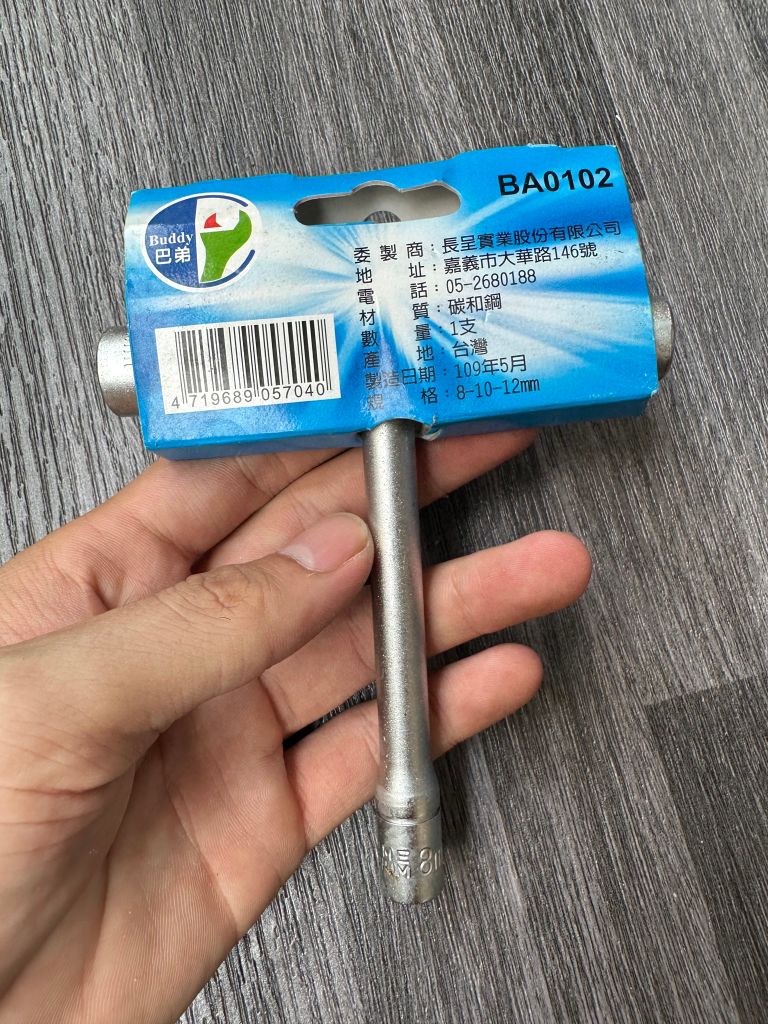 BA0102
Buddy
巴弟
委製商：長呈實業股份有限公司
地址：嘉義市大華路146號
電話：05-2680188
材質：碳和鋼
數量：1支
產地：台灣
製造日期：109年5月
規格：8-10-12mm
4 719689 057040
8